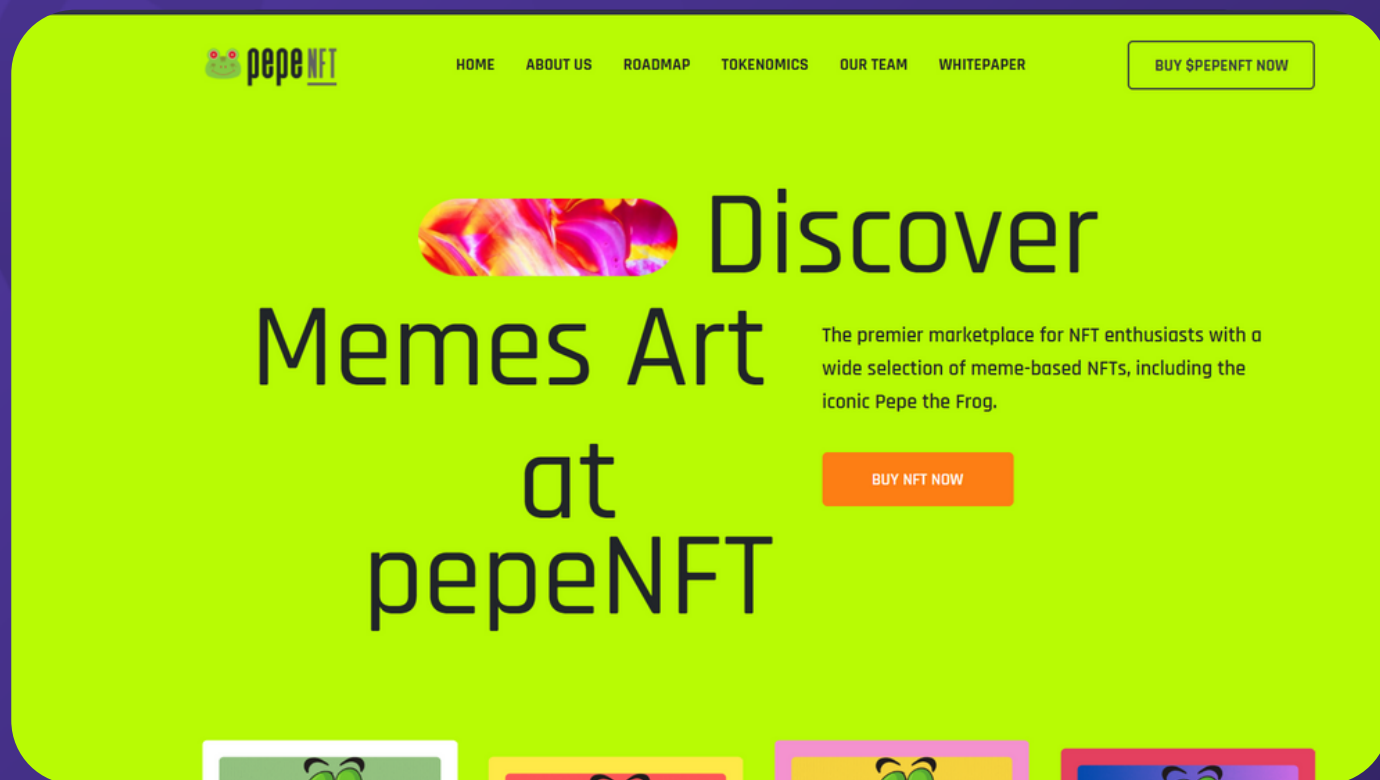 pepe NFT
HOME ABOUT US ROADMAP TOKENOMICS OUR TEAM WHITEPAPER
BUY $PEPENFT NOW
Discover
Memes Art
at
pepeNFT
The premier marketplace for NFT enthusiasts with a
wide selection of meme-based NFTs, including the
iconic Pepe the Frog.
BUY NFT NOW